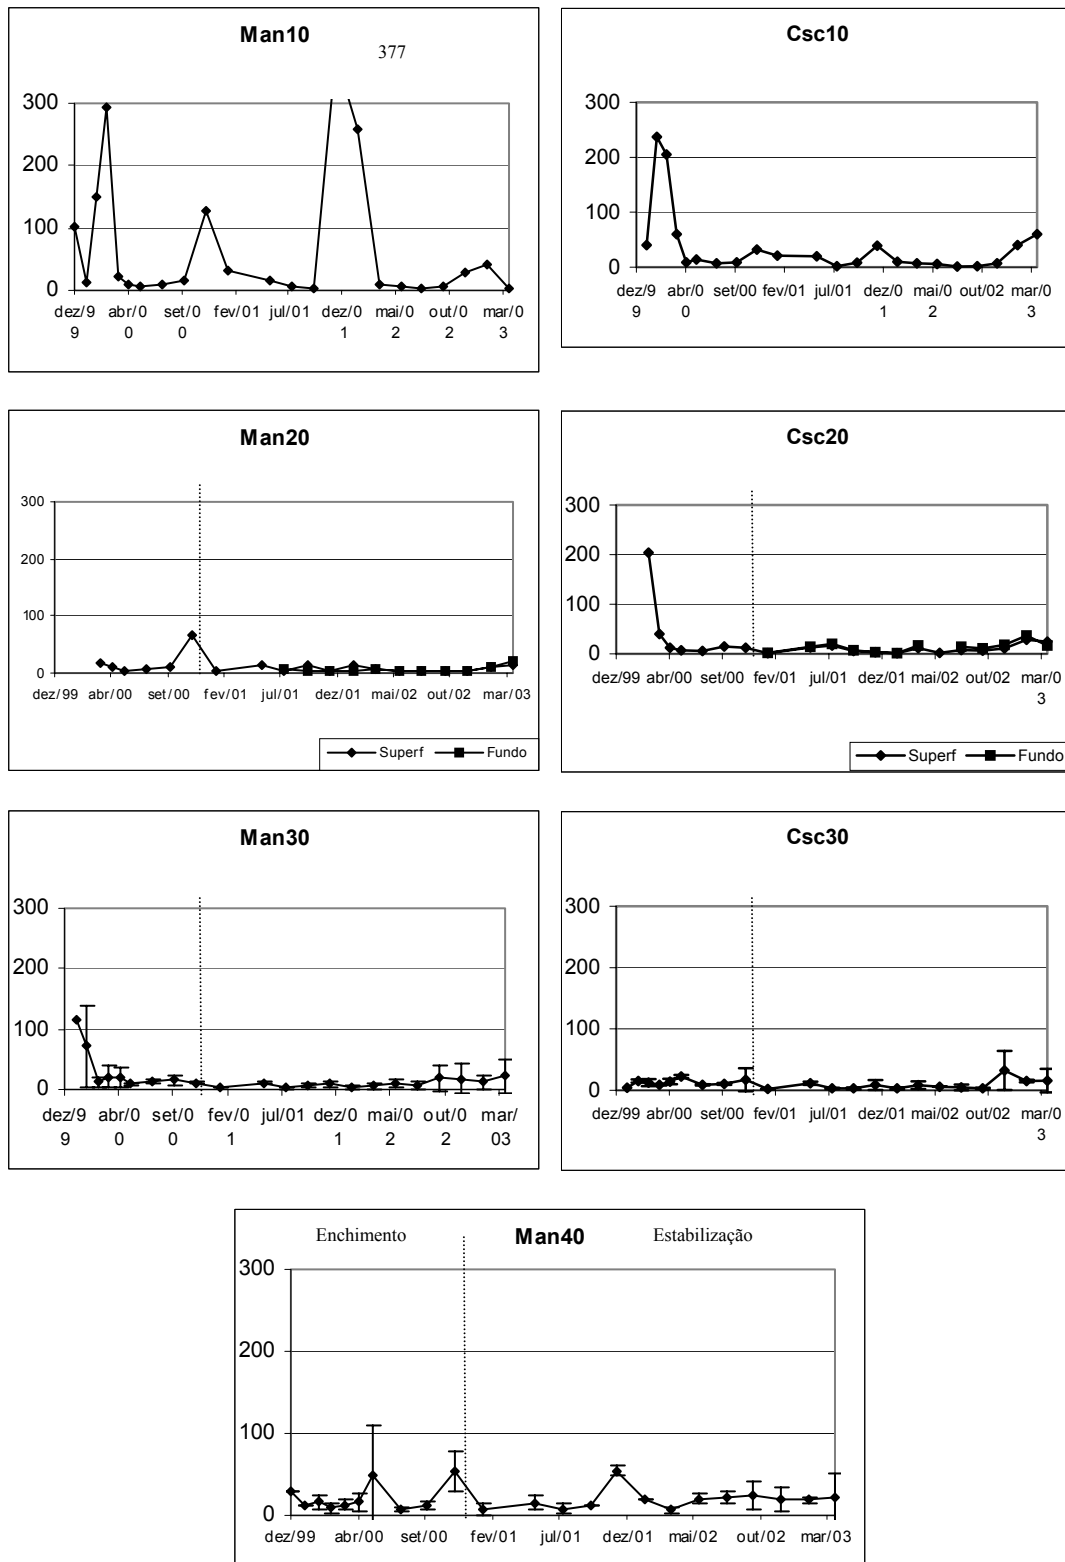 Man10
377
300
200
100
0
dez/9 abr/0 set/0 fev/01 jul/01 dez/0 mai/0 out/0 mar/0
9 0 0 1 2 2 3
Csc10
300
200
100
0
dez/9 abr/0 set/00 fev/01 jul/01 dez/0 mai/0 out/02 mar/0
9 0 1 2 3
Man20
300
200
100
0
dez/99 abr/00 set/00 fev/01 jul/01 dez/01 mai/02 out/02 mar/03
Superf Fundo
Csc20
300
200
100
0
dez/99 abr/00 set/00 fev/01 jul/01 dez/01 mai/02 out/02 mar/0
3
Superf Fundo
Man30
300
200
100
0
dez/9 abr/0 set/0 fev/0 jul/01 dez/0 mai/0 out/0 mar/
9 0 0 1 1 2 2 03
Csc30
300
200
100
0
dez/99 abr/00 set/00 fev/01 jul/01 dez/01 mai/02 out/02 mar/0
3
Enchimento Man40 Estabilização
300
200
100
0
dez/99 abr/00 set/00 fev/01 jul/01 dez/01 mai/02 out/02 mar/03